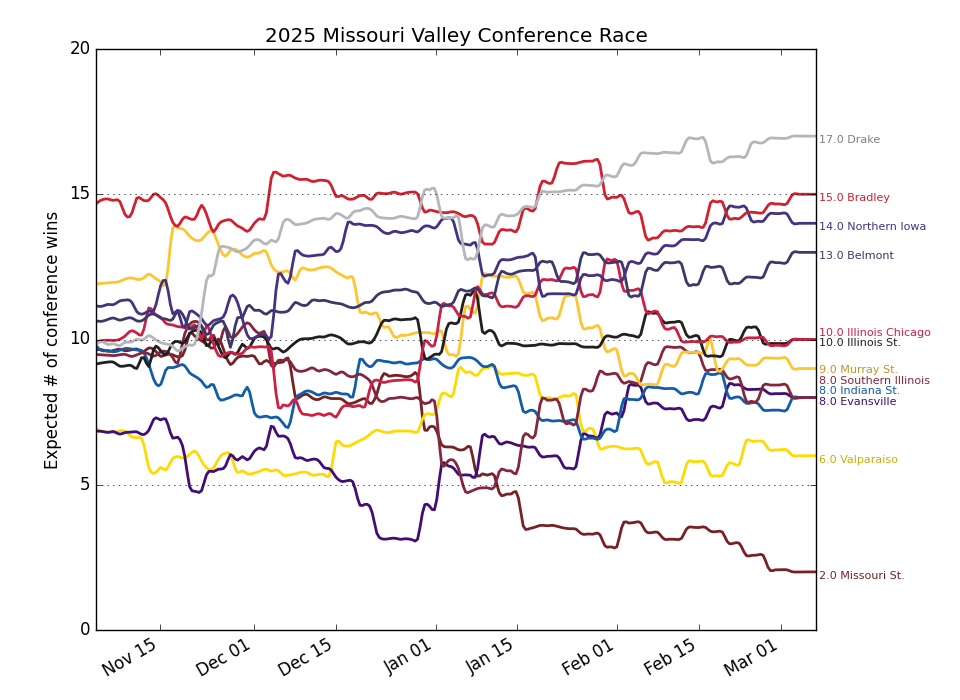 2025 Missouri Valley Conference Race
Expected # of conference wins
20
15
10
5
0
17.0 Drake
15.0 Bradley
14.0 Northern Iowa
13.0 Belmont
10.0 Illinois Chicago
10.0 Illinois St.
9.0 Murray St.
8.0 Southern Illinois
8.0 Indiana St.
8.0 Evansville
6.0 Valparaiso
2.0 Missouri St.
Nov 15
Dec 01
Dec 15
Jan 01
Jan 15
Feb 01
Feb 15
Mar 01